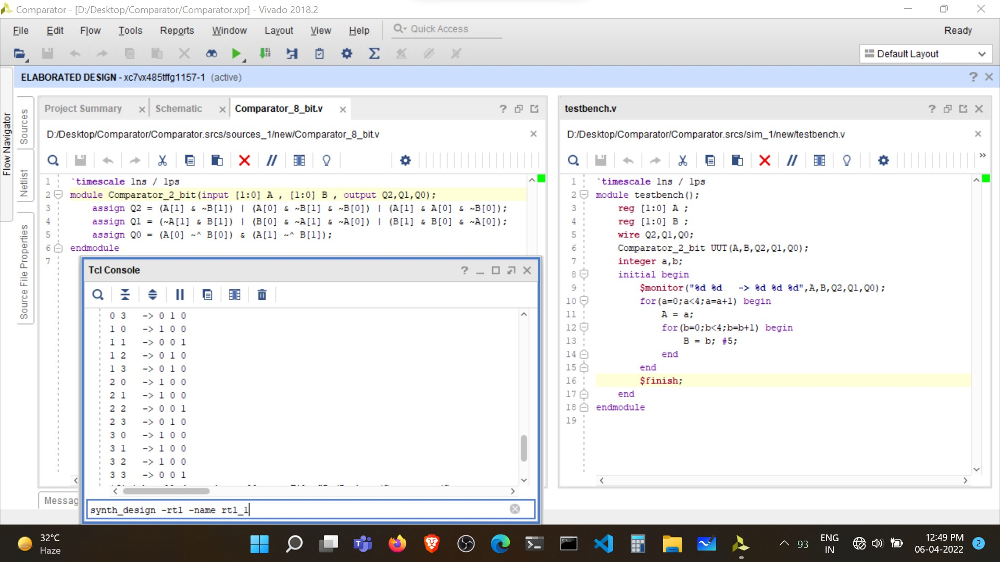 Comparator - [D:/Desktop/Comparator/Comparator.xpr] - Vivado 2018.2
File Edit Flow Tools Reports Window Layout View Help Quick Access Ready
Default Layout
ELABORATED DESIGN - xc7vx485tffg1157-1 (active)
Flow Navigator
Sources
Netlist
Source File Properties
Project Summary Schematic Comparator_8_bit.v
D:/Desktop/Comparator/Comparator.srcs/sources_1/new/Comparator_8_bit.v
1 `timescale 1ns / 1ps
2 module Comparator_2_bit(input [1:0] A , [1:0] B , output Q2,Q1,Q0);
3 assign Q2 = (A[1] & ~B[1]) | (A[0] & ~B[1] & ~B[0]) | (A[1] & A[0] & ~B[0]);
4 assign Q1 = (~A[1] & B[1]) | (B[0] & ~A[1] & ~A[0]) | (B[1] & B[0] & ~A[0]);
5 assign Q0 = (A[0] ~^ B[0]) & (A[1] ~^ B[1]);
6 endmodule
7
Tcl Console
0 3 -> 0 1 0
1 0 -> 1 0 0
1 1 -> 0 0 1
1 2 -> 0 1 0
1 3 -> 0 1 0
2 0 -> 1 0 0
2 1 -> 1 0 0
2 2 -> 0 0 1
2 3 -> 0 1 0
3 0 -> 1 0 0
3 1 -> 1 0 0
3 2 -> 1 0 0
3 3 -> 0 0 1
synth_design -rtl -name rtl_1
Messag
testbench.v
D:/Desktop/Comparator/Comparator.srcs/sim_1/new/testbench.v
1 `timescale 1ns / 1ps
2 module testbench();
3 reg [1:0] A ;
4 reg [1:0] B ;
5 wire Q2,Q1,Q0;
6 Comparator_2_bit UUT(A,B,Q2,Q1,Q0);
7 integer a,b;
8 initial begin
9 $monitor("%d %d -> %d %d %d",A,B,Q2,Q1,Q0);
10 for(a=0;a<4;a=a+1) begin
11 A = a;
12 for(b=0;b<4;b=b+1) begin
13 B = b; #5;
14 end
15 end
16 $finish;
17 end
18 endmodule
19
32°C
Haze
93
ENG
IN
12:49 PM
06-04-2022
2